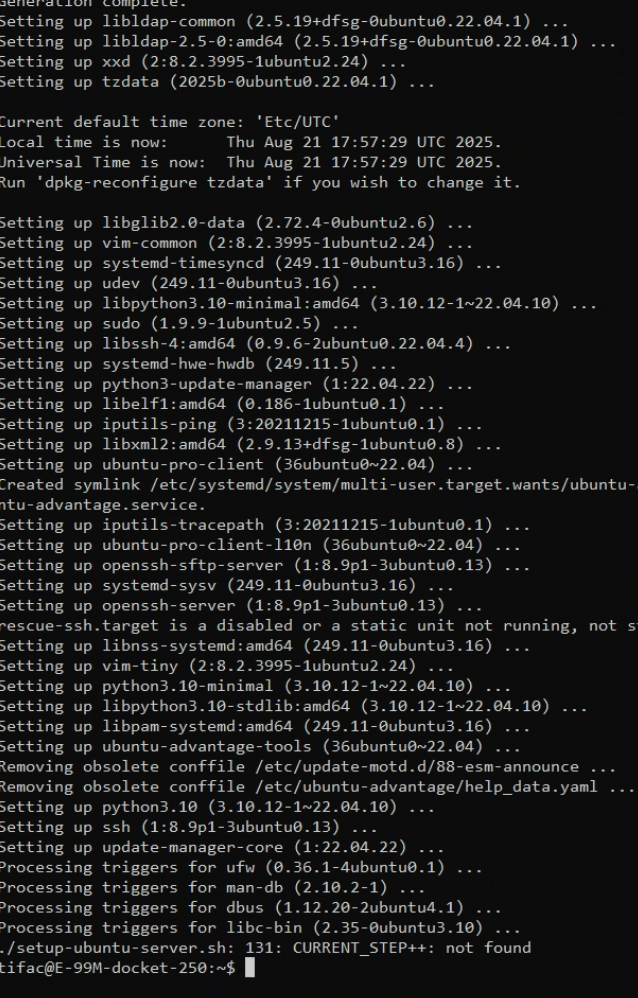 Generation complete.
Setting up libldap-common (2.5.19+dfsg-0ubuntu0.22.04.1) ...
Setting up libldap-2.5-0:amd64 (2.5.19+dfsg-0ubuntu0.22.04.1) ...
Setting up xxd (2:8.2.3995-1ubuntu2.24) ...
Setting up tzdata (2025b-0ubuntu0.22.04.1) ...

Current default time zone: 'Etc/UTC'
Local time is now:      Thu Aug 21 17:57:29 UTC 2025.
Universal Time is now:  Thu Aug 21 17:57:29 UTC 2025.
Run 'dpkg-reconfigure tzdata' if you wish to change it.

Setting up libglib2.0-data (2.72.4-0ubuntu2.6) ...
Setting up vim-common (2:8.2.3995-1ubuntu2.24) ...
Setting up systemd-timesyncd (249.11-0ubuntu3.16) ...
Setting up udev (249.11-0ubuntu3.16) ...
Setting up libpython3.10-minimal:amd64 (3.10.12-1~22.04.10) ...
Setting up sudo (1.9.9-1ubuntu2.5) ...
Setting up libssh-4:amd64 (0.9.6-2ubuntu0.22.04.4) ...
Setting up systemd-hwe-hwdb (249.11.5) ...
Setting up python3-update-manager (1:22.04.22) ...
Setting up libelf1:amd64 (0.186-1ubuntu0.1) ...
Setting up iputils-ping (3:20211215-1ubuntu0.1) ...
Setting up libxml2:amd64 (2.9.13+dfsg-1ubuntu0.8) ...
Setting up ubuntu-pro-client (36ubuntu0~22.04) ...
Created symlink /etc/systemd/system/multi-user.target.wants/ubuntu-a
ntu-advantage.service.
Setting up iputils-tracepath (3:20211215-1ubuntu0.1) ...
Setting up ubuntu-pro-client-l10n (36ubuntu0~22.04) ...
Setting up openssh-sftp-server (1:8.9p1-3ubuntu0.13) ...
Setting up systemd-sysv (249.11-0ubuntu3.16) ...
Setting up openssh-server (1:8.9p1-3ubuntu0.13) ...
rescue-ssh.target is a disabled or a static unit not running, not st
Setting up libnss-systemd:amd64 (249.11-0ubuntu3.16) ...
Setting up vim-tiny (2:8.2.3995-1ubuntu2.24) ...
Setting up python3.10-minimal (3.10.12-1~22.04.10) ...
Setting up libpython3.10-stdlib:amd64 (3.10.12-1~22.04.10) ...
Setting up libpam-systemd:amd64 (249.11-0ubuntu3.16) ...
Setting up ubuntu-advantage-tools (36ubuntu0~22.04) ...
Removing obsolete conffile /etc/update-motd.d/88-esm-announce ...
Removing obsolete conffile /etc/ubuntu-advantage/help_data.yaml ...
Setting up python3.10 (3.10.12-1~22.04.10) ...
Setting up ssh (1:8.9p1-3ubuntu0.13) ...
Setting up update-manager-core (1:22.04.22) ...
Processing triggers for ufw (0.36.1-4ubuntu0.1) ...
Processing triggers for man-db (2.10.2-1) ...
Processing triggers for dbus (1.12.20-2ubuntu4.1) ...
Processing triggers for libc-bin (2.35-0ubuntu3.10) ...
./setup-ubuntu-server.sh: 131: CURRENT_STEP++: not found
tifac@E-99M-docket-250:~$